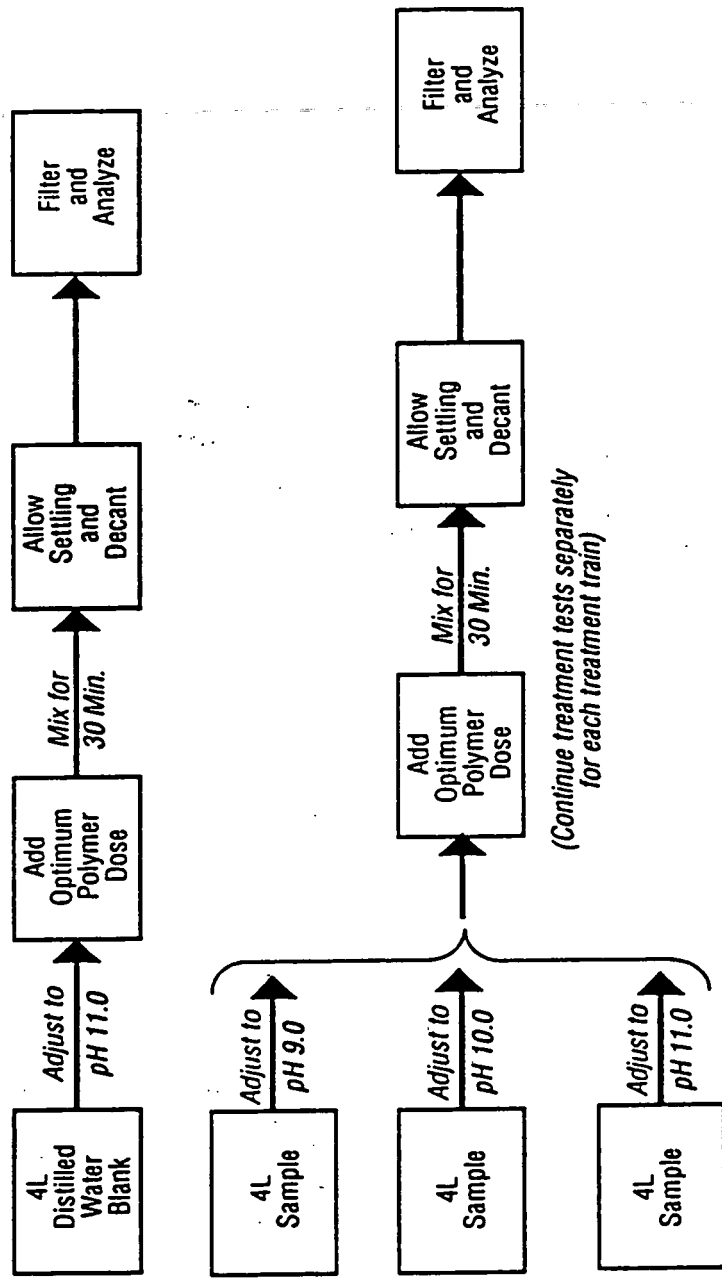 4L
Distilled
Water
Blank
Adjust to
pH 11.0
Add
Optimum
Polymer
Dose
Mix for
30 Min.
Allow
Settling
and
Decant
Filter
and
Analyze
4L
Sample
Adjust to
pH 9.0
4L
Sample
Adjust to
pH 10.0
4L
Sample
Adjust to
pH 11.0
Add
Optimum
Polymer
Dose
Mix for
30 Min.
Allow
Settling
and
Decant
Filter
and
Analyze
(Continue treatment tests separately
for each treatment train)